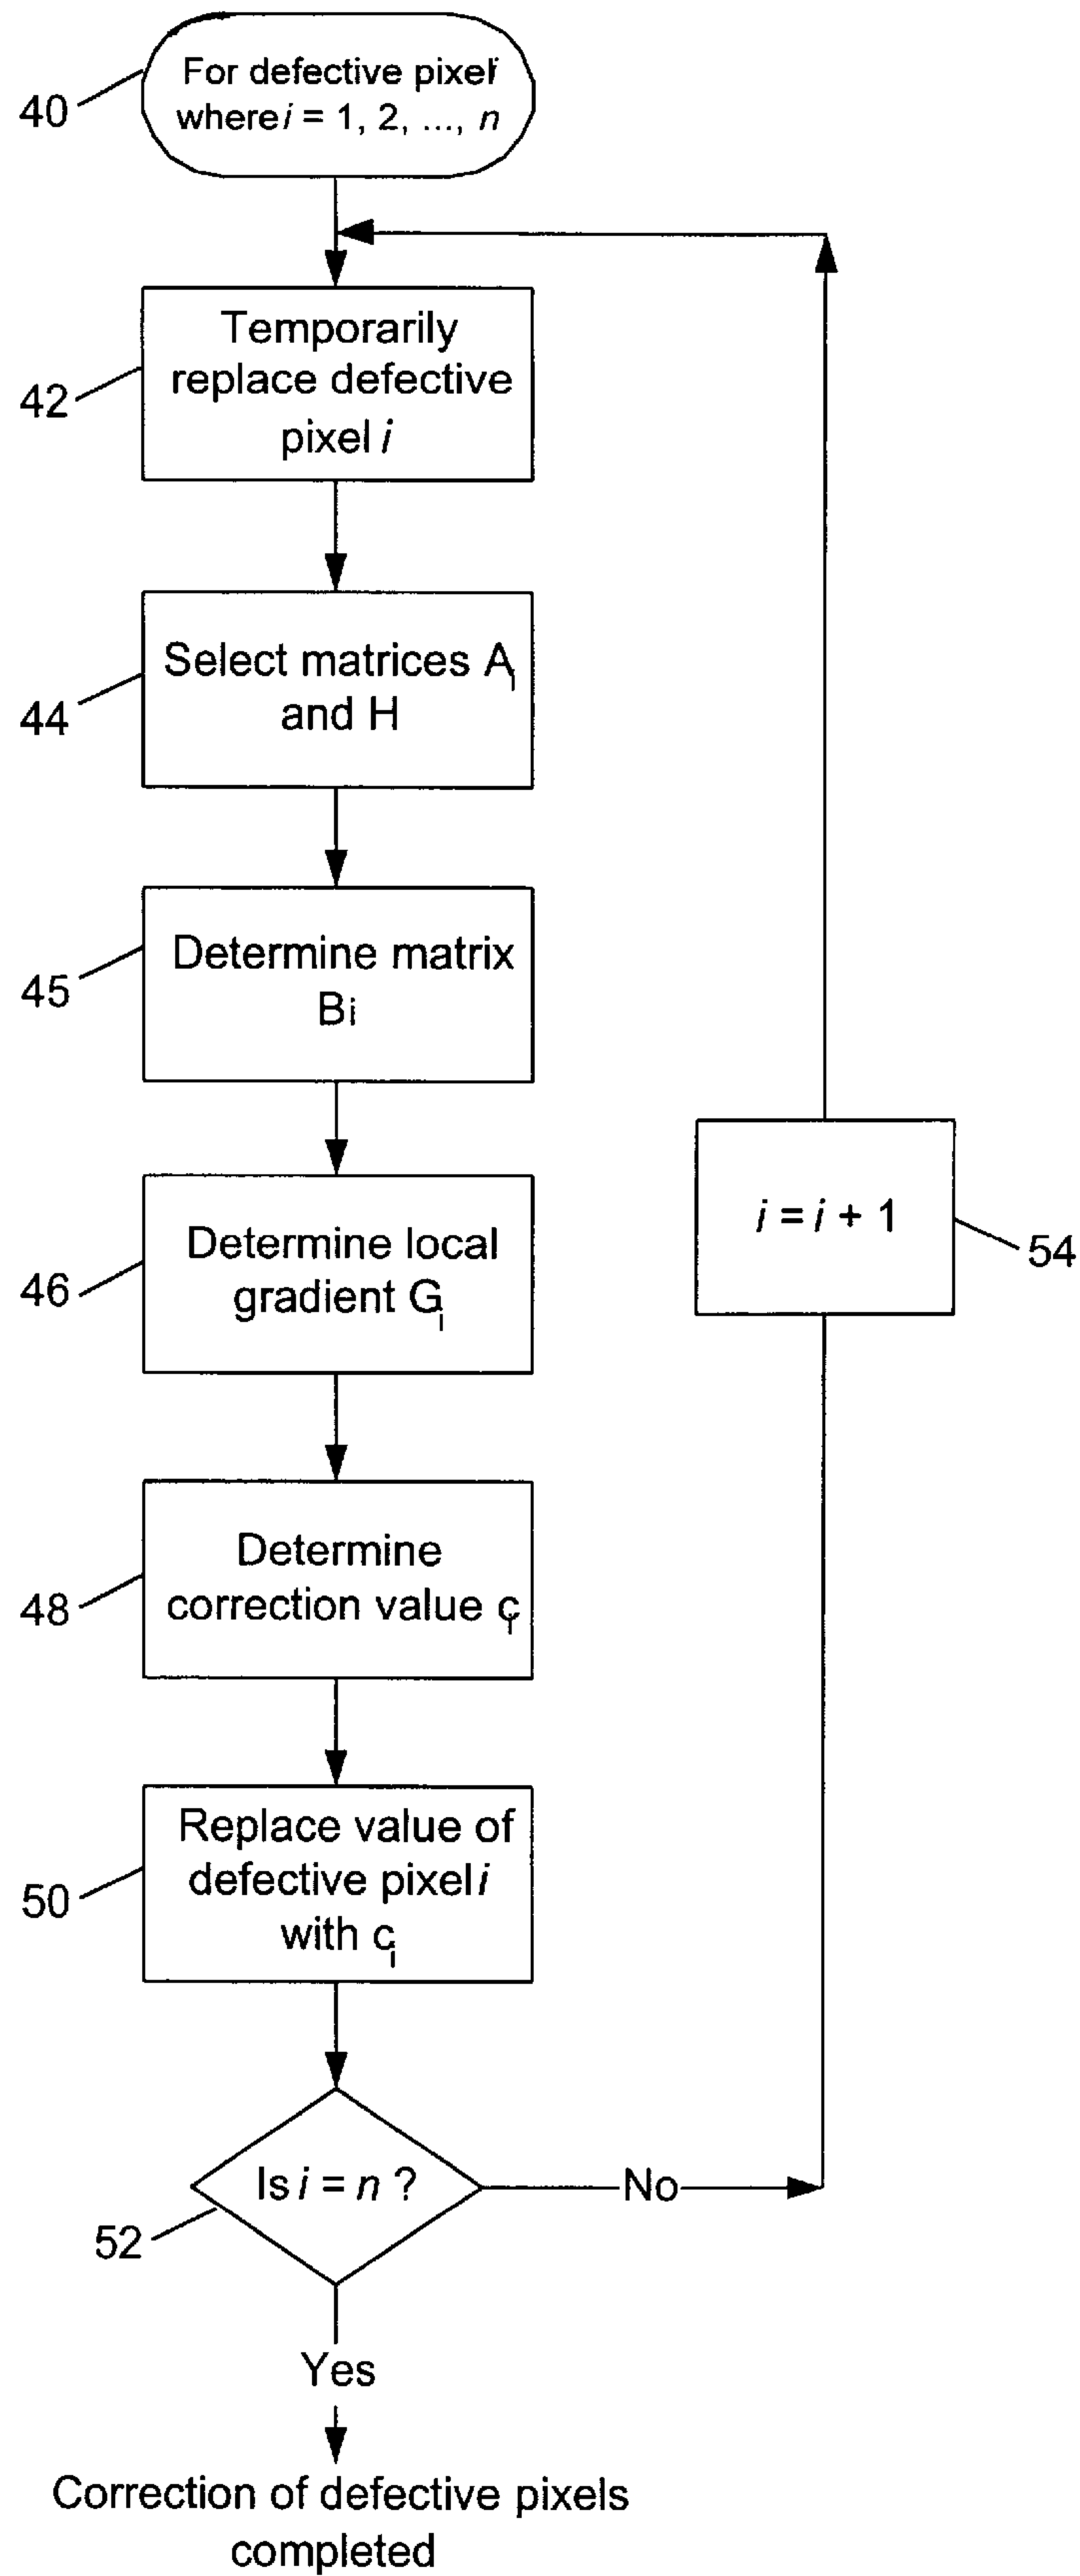 For defective pixel i
where i = 1, 2, ..., n
40
Temporarily
replace defective
pixel i
42
Select matrices Ai
and H
44
Determine matrix
Bi
45
Determine local
gradient Gi
46
i = i + 1
54
Determine
correction value ci
48
Replace value of
defective pixel i
with ci
50
Is i = n ?
No
52
Yes
Correction of defective pixels
completed